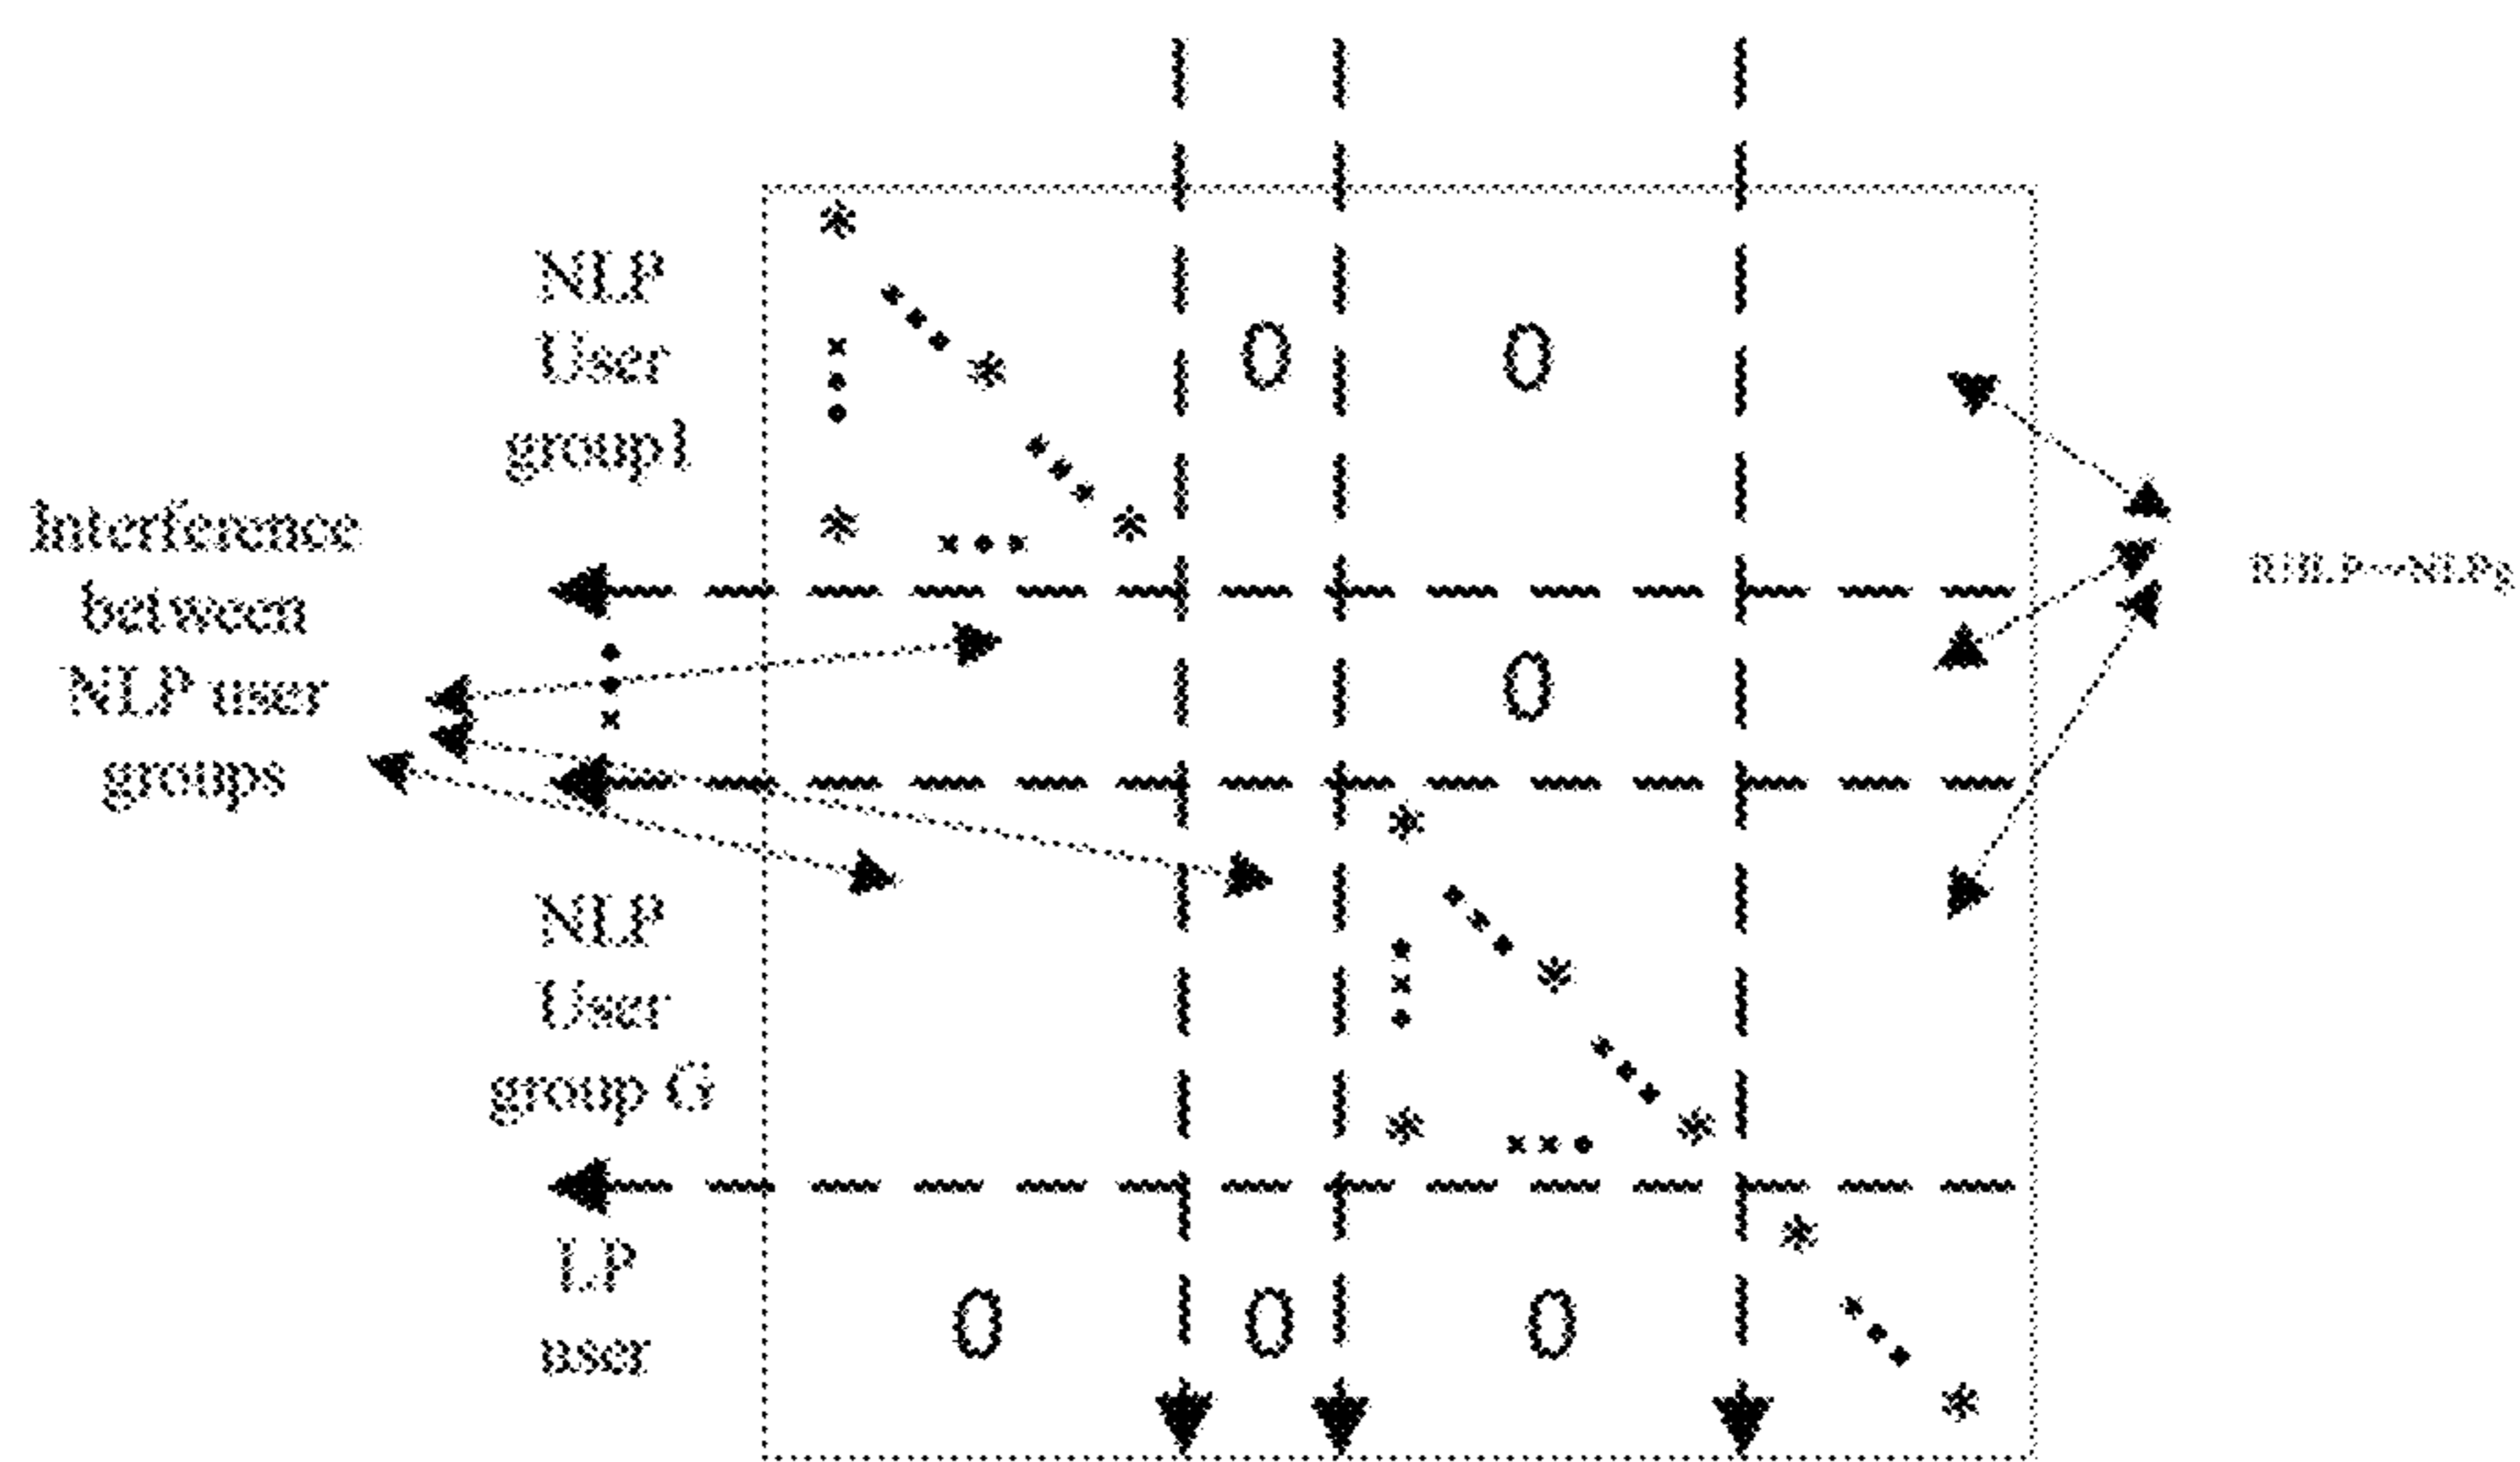 NLP
User
group1
0 0
Interference
between
NLP user
groups
0
NLP
User
group G
LP
user
0 0 0